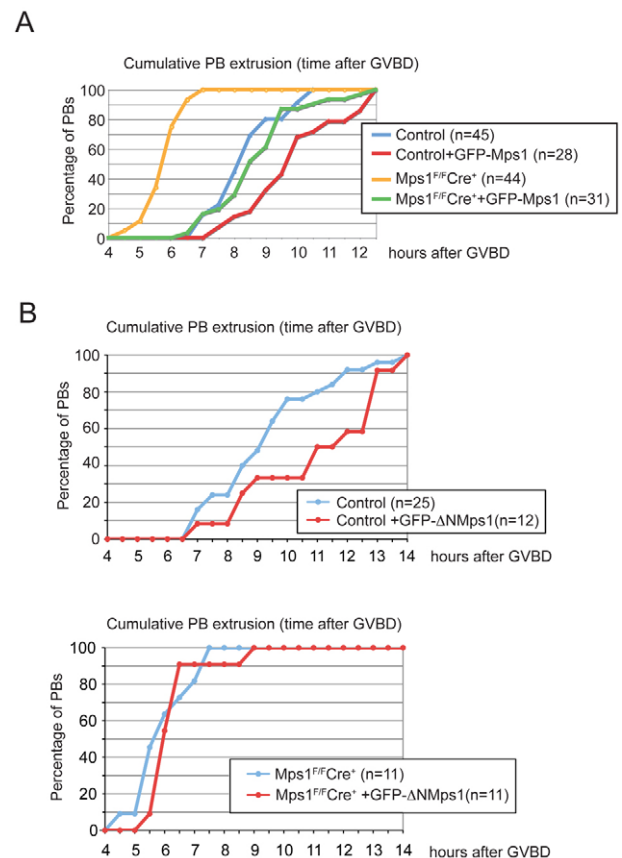 A
Cumulative PB extrusion (time after GVBD)
Percentage of PBs
100
80
60
40
20
0
Control (n=45)
Control+GFP-Mps1 (n=28)
Mps1F/FCre+ (n=44)
Mps1F/FCre++GFP-Mps1 (n=31)
4 5 6 7 8 9 10 11 12 hours after GVBD
B
Cumulative PB extrusion (time after GVBD)
Percentage of PBs
100
80
60
40
20
0
Control (n=25)
Control +GFP-ΔNMps1(n=12)
4 5 6 7 8 9 10 11 12 13 14 hours after GVBD
Cumulative PB extrusion (time after GVBD)
Percentage of PBs
100
80
60
40
20
0
Mps1F/FCre+ (n=11)
Mps1F/FCre+ +GFP-ΔNMps1(n=11)
4 5 6 7 8 9 10 11 12 13 14 hours after GVBD